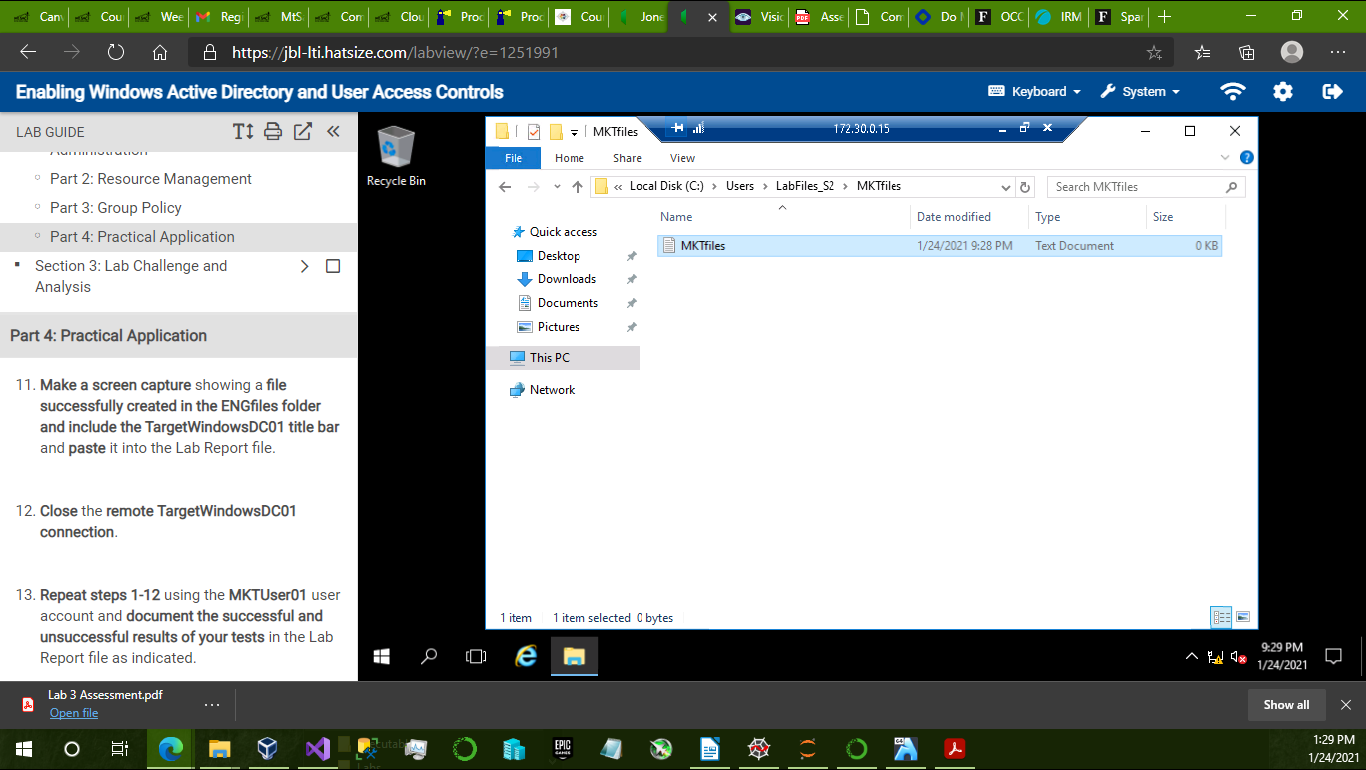 Can
Cou
Wee
Regi
MtS
Com
Clou
Proc
Proc
Cou
Jone
Visio
Asse
Con
Do
OCC
IRM
Spa
https://jbl-lti.hatsize.com/labview/?e=1251991
Enabling Windows Active Directory and User Access Controls
Keyboard
System
LAB GUIDE
Administration
Part 2: Resource Management
Part 3: Group Policy
Part 4: Practical Application
Section 3: Lab Challenge and
Analysis
Part 4: Practical Application
11. Make a screen capture showing a file
successfully created in the ENGfiles folder
and include the TargetWindowsDC01 title bar
and paste it into the Lab Report file.
12. Close the remote TargetWindowsDC01
connection.
13. Repeat steps 1-12 using the MKTUser01 user
account and document the successful and
unsuccessful results of your tests in the Lab
Report file as indicated.
Recycle Bin
MKTfiles
172.30.0.15
File Home Share View
Local Disk (C:) Users LabFiles_S2 MKTfiles
Search MKTfiles
Name Date modified Type Size
MKTfiles 1/24/2021 9:28 PM Text Document 0 KB
Quick access
Desktop
Downloads
Documents
Pictures
This PC
Network
1 item 1 item selected 0 bytes
9:29 PM
1/24/2021
Lab 3 Assessment.pdf
Open file
Show all
EPIC
GAMES
1:29 PM
1/24/2021